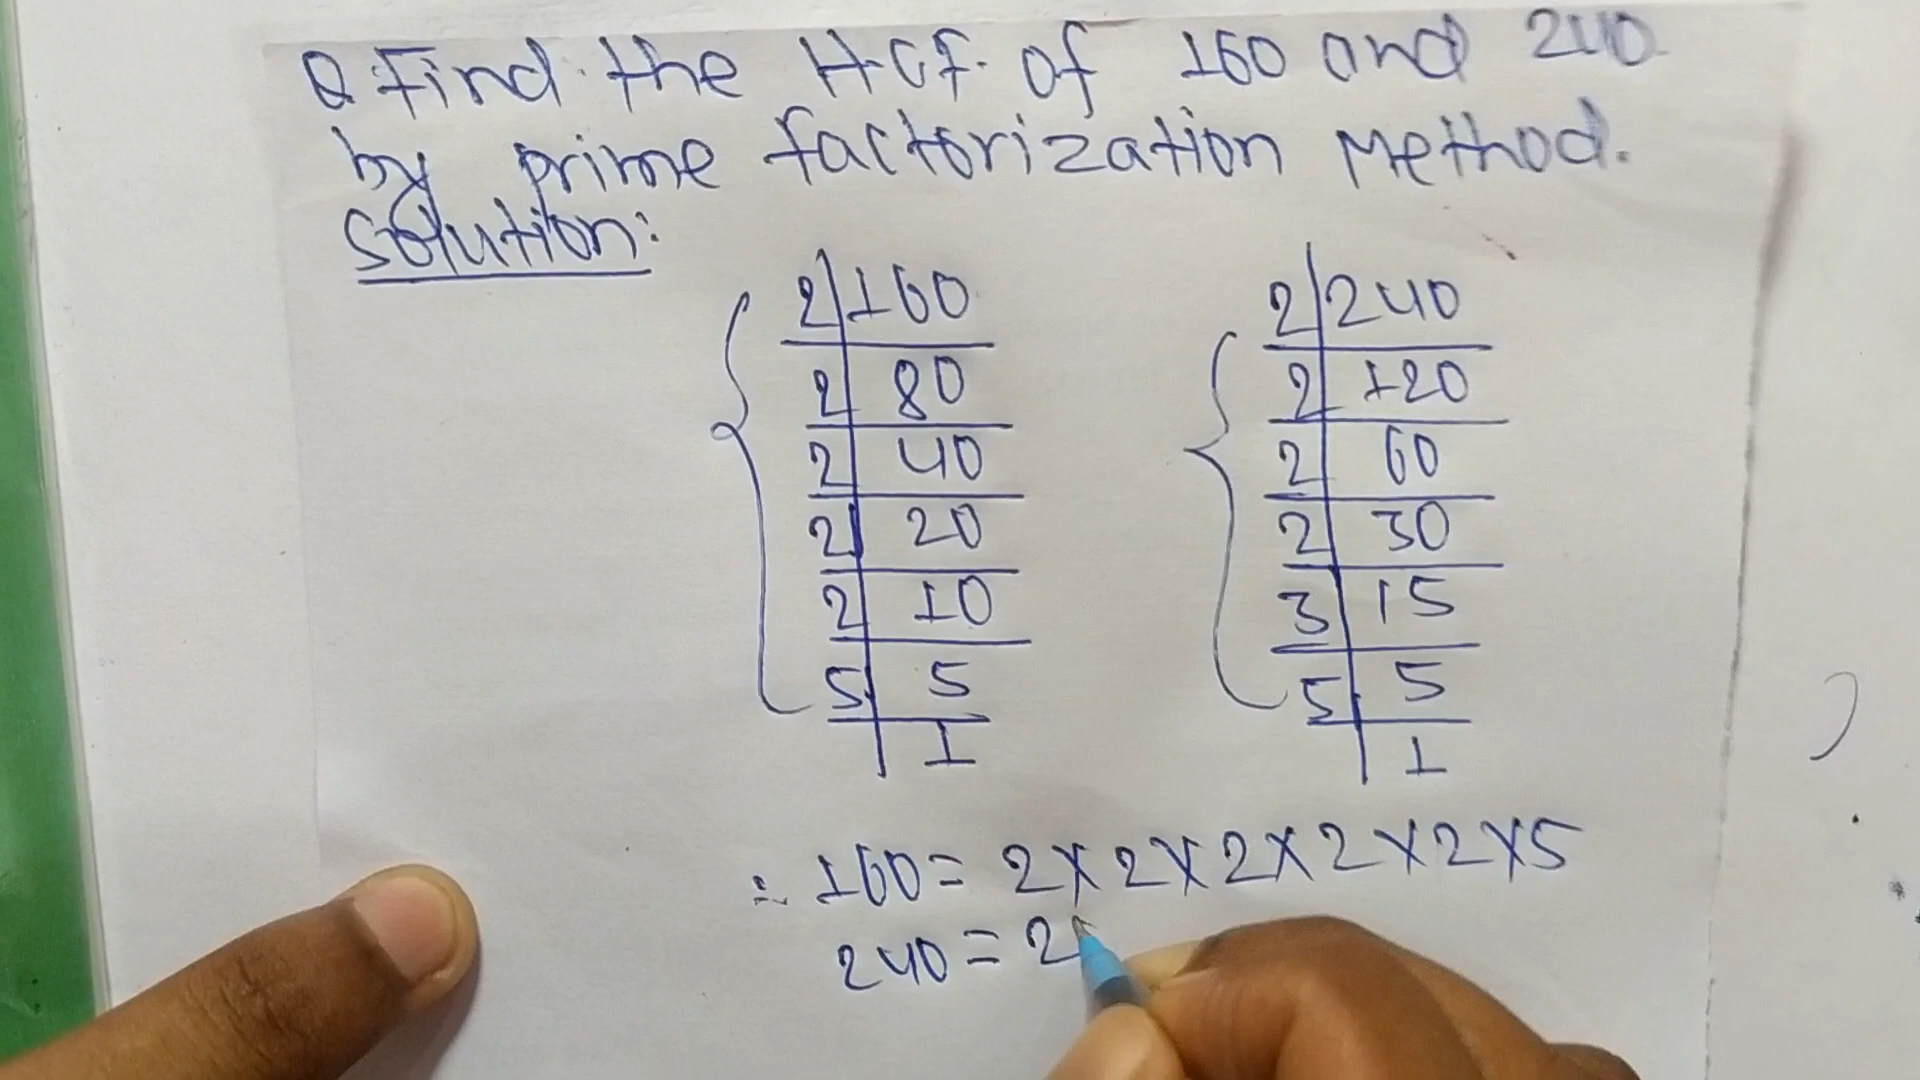 Q. Find the H.C.F. of 160 and 240
by prime factorization Method.
Solution:
2 160
2 80
2 40
2 20
2 10
5 5
1
2 240
2 120
2 60
2 30
3 15
5 5
1
∴ 160 = 2 × 2 × 2 × 2 × 2 × 5
240 = 2